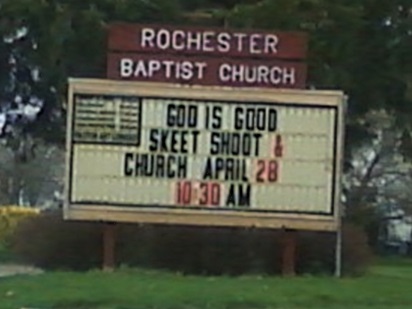 ROCHESTER
BAPTIST CHURCH
GOD IS GOOD
SKEET SHOOT &
CHURCH APRIL 28
10:30 AM